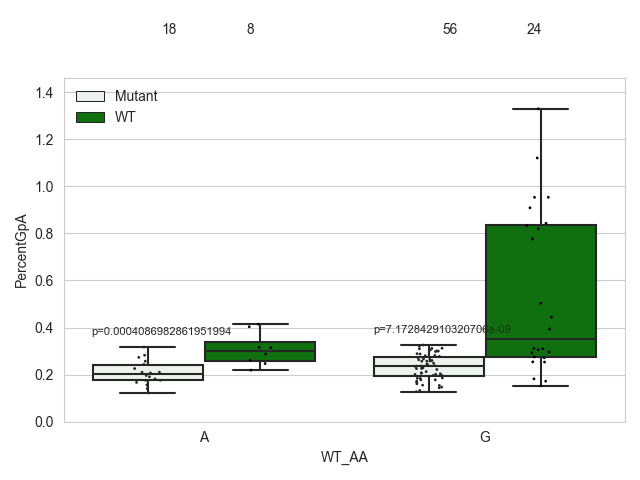 18 8 56 24
Mutant
WT
1.4
1.2
1.0
0.8
0.6
0.4
0.2
0.0
PercentGpA
p=0.0004086982861951994
p=7.172842910320706e-09
A G
WT_AA